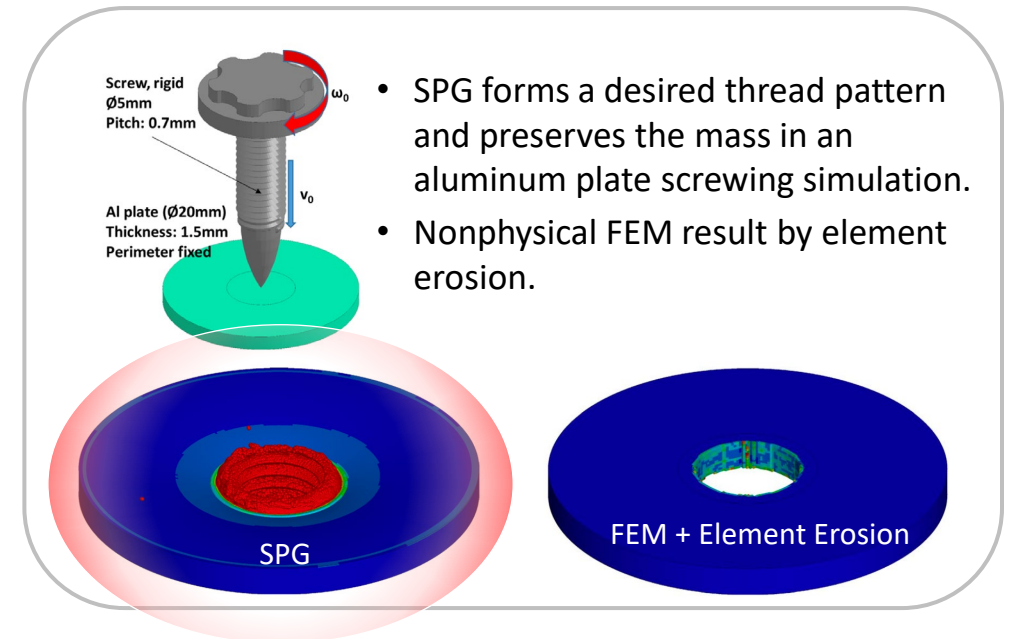 Screw, rigid
Ø5mm
Pitch: 0.7mm
ω₀
v₀
Al plate (Ø20mm)
Thickness: 1.5mm
Perimeter fixed
• SPG forms a desired thread pattern
and preserves the mass in an
aluminum plate screwing simulation.
• Nonphysical FEM result by element
erosion.
SPG
FEM + Element Erosion